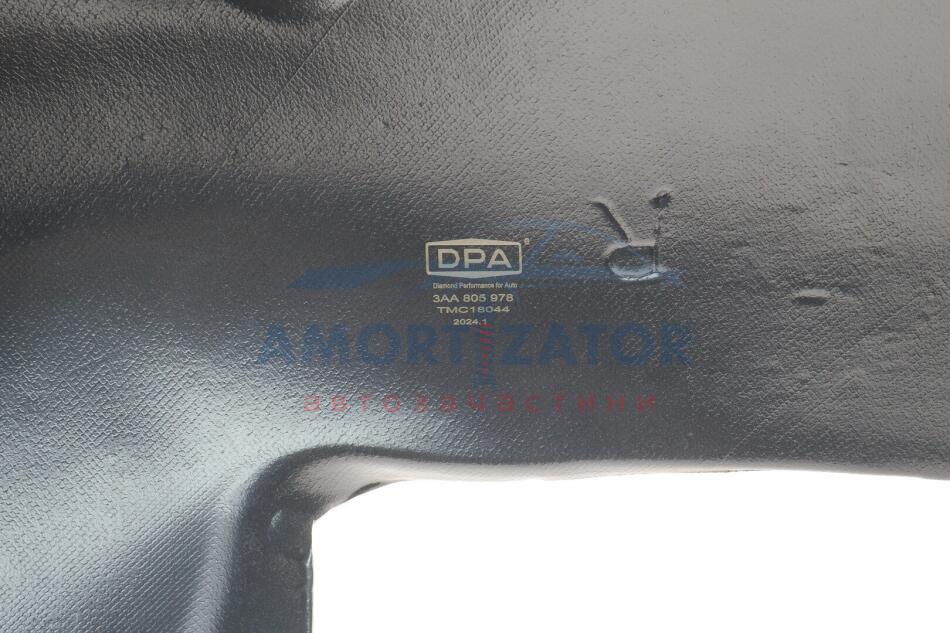 DPA®
Diamond Performance for Auto
3AA 805 978
TMC18044
2024.1
R
AMORTIZATOR
автозапчастини